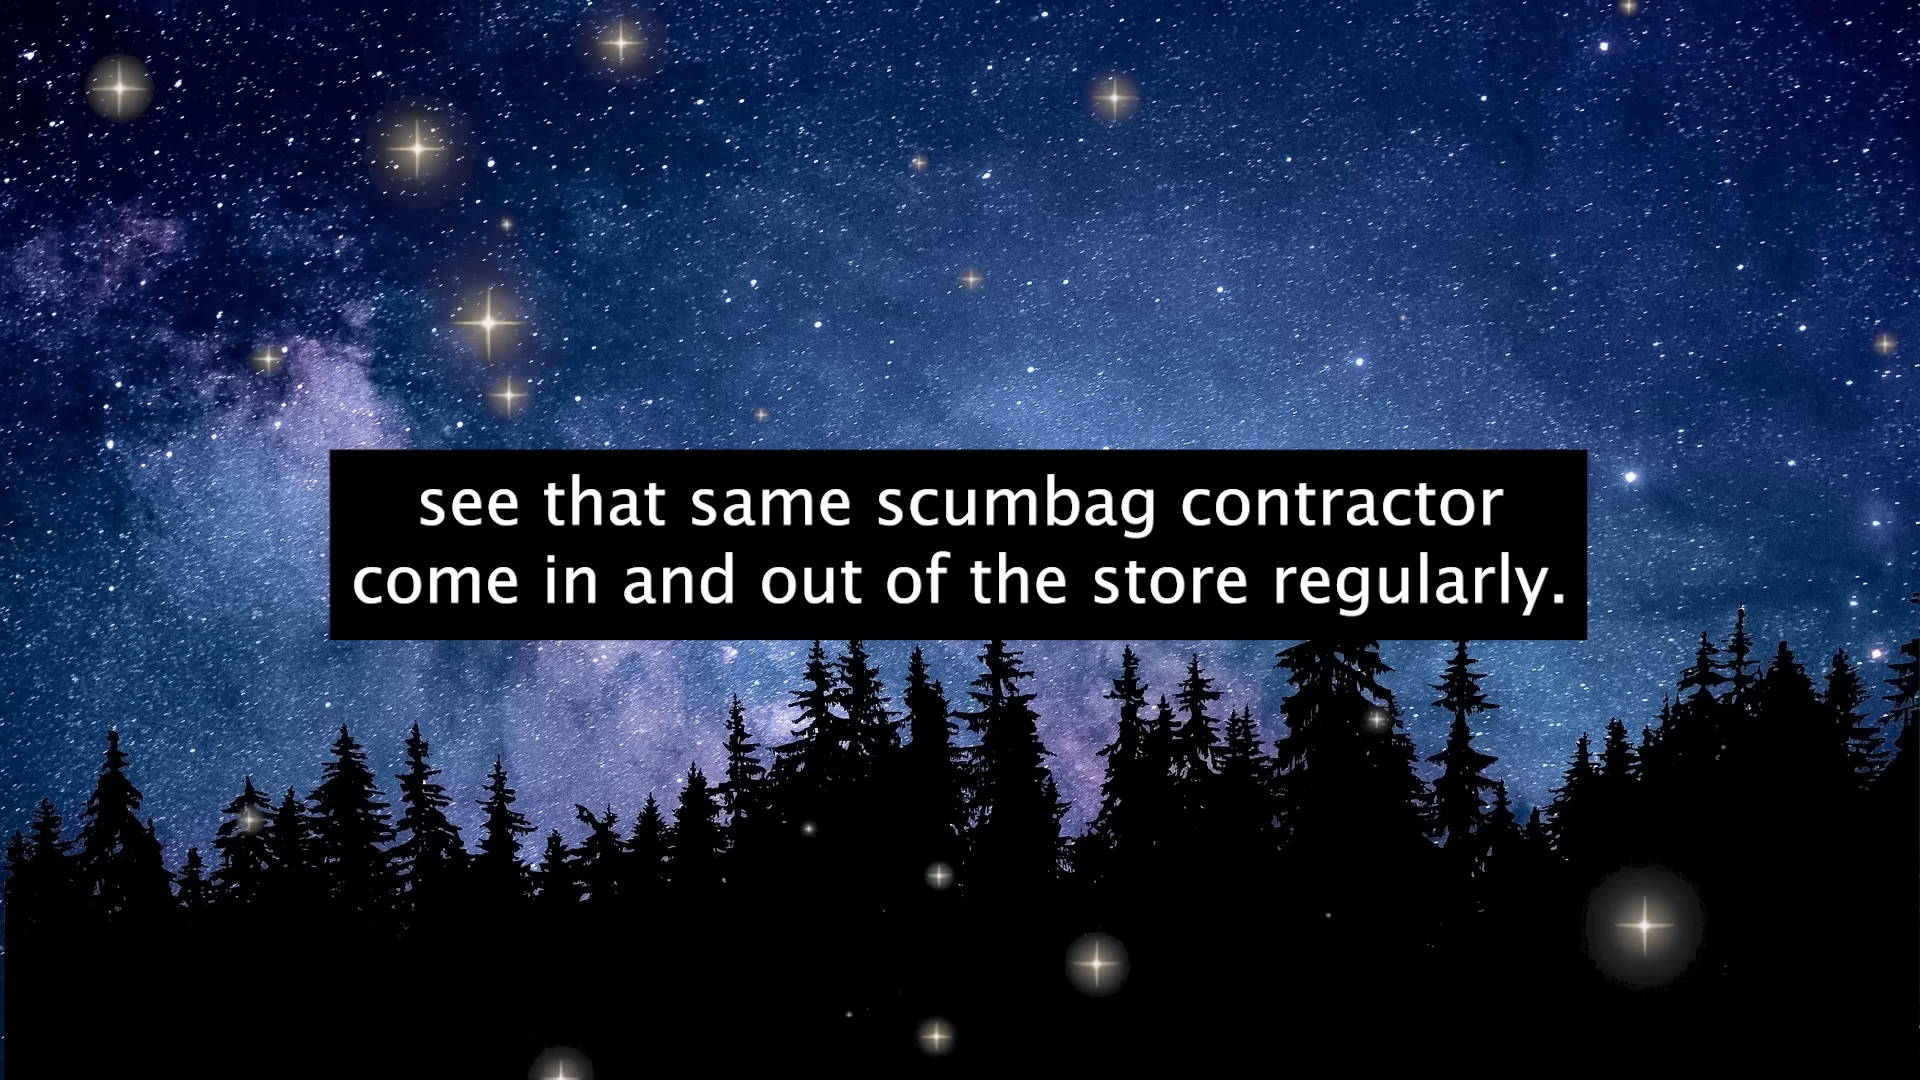 see that same scumbag contractor
come in and out of the store regularly.